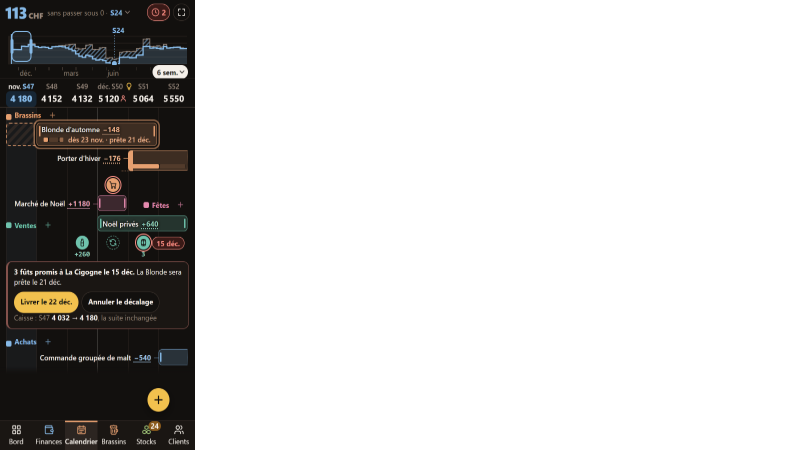 113 CHF sans passer sous 0 · S24
2
S24
déc. mars juin
6 sem.
nov. S47 S48 S49 déc. S50 S51 S52
4 180 4 152 4 132 5 120 5 064 5 550
Brassins +
Blonde d'automne −148
dès 23 nov. · prête 21 déc.
Porter d'hiver −176
Marché de Noël +1 180
Fêtes +
Ventes +
Noël privés +640
15 déc.
+260 3
3 fûts promis à La Cigogne le 15 déc. La Blonde sera
prête le 21 déc.
Livrer le 22 déc. Annuler le décalage
Caisse : S47 4 032 → 4 180, la suite inchangée
Achats +
Commande groupée de malt −540
+
24
Bord Finances Calendrier Brassins Stocks Clients